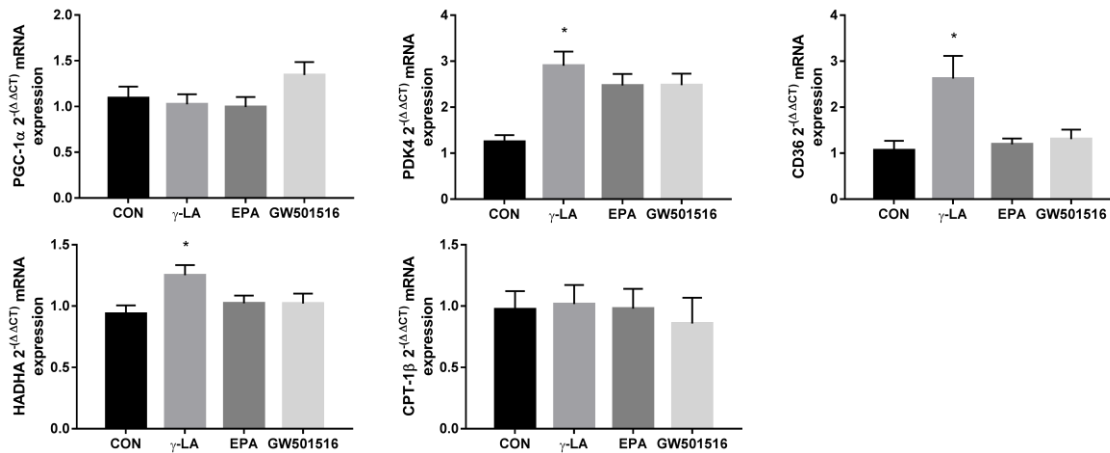 PGC-1α 2-(ΔΔCT) mRNA
expression
2.0
1.5
1.0
0.5
0.0
CON γ-LA EPA GW501516
PDK4 2-(ΔΔCT) mRNA
expression
4
3
2
1
0
*
CON γ-LA EPA GW501516
CD36 2-(ΔΔCT) mRNA
expression
4
3
2
1
0
*
CON γ-LA EPA GW501516
HADHA 2-(ΔΔCT) mRNA
expression
1.5
1.0
0.5
0.0
*
CON γ-LA EPA GW501516
CPT-1β 2-(ΔΔCT) mRNA
expression
1.5
1.0
0.5
0.0
CON γ-LA EPA GW501516